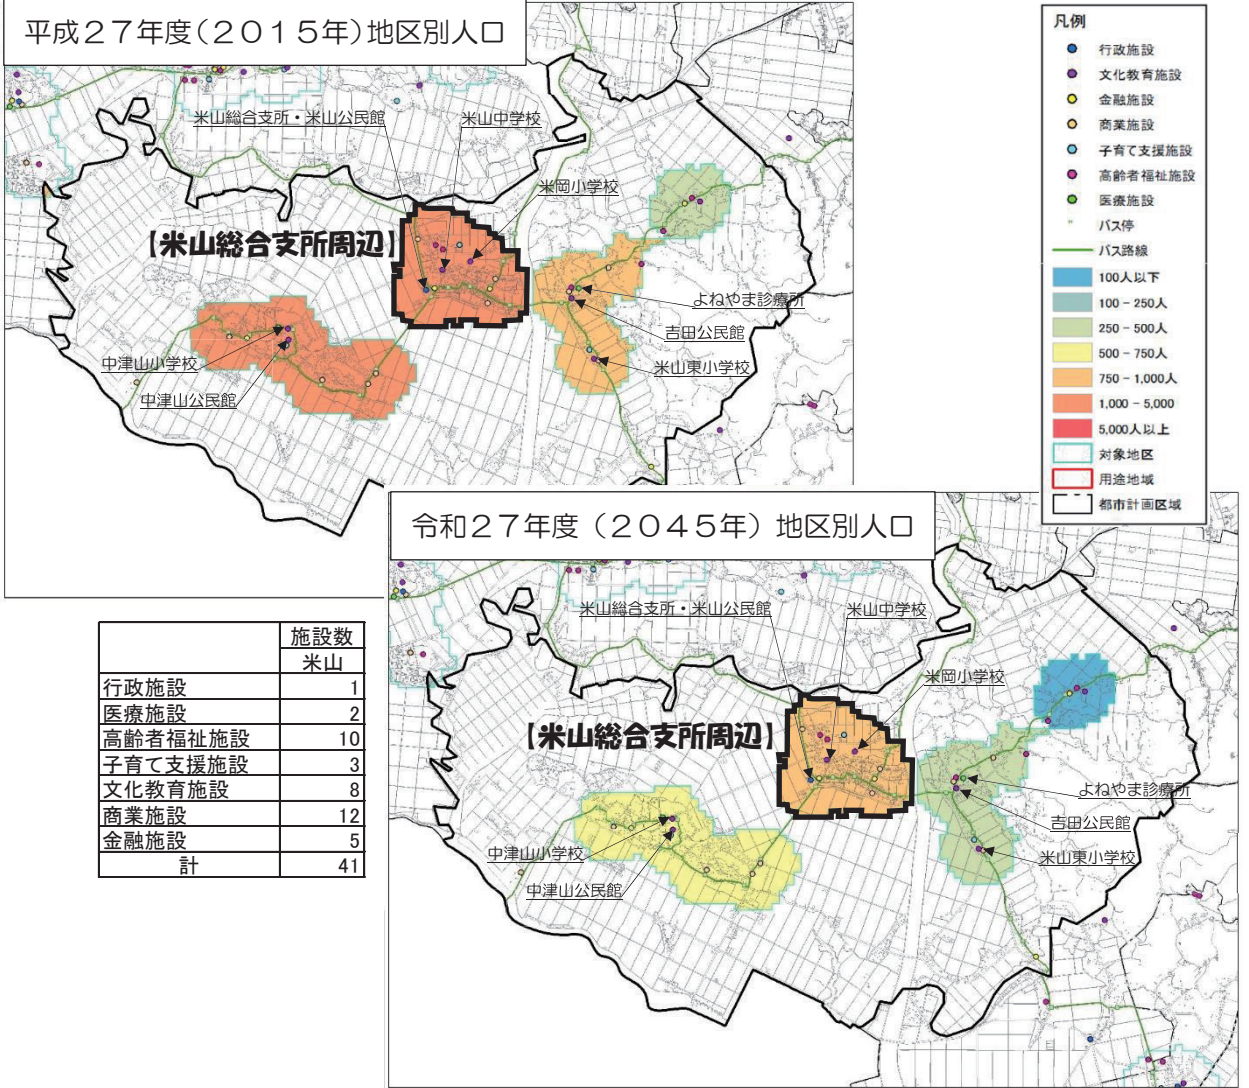 平成２７年度（２０１５年）地区別人口
米山総合支所・米山公民館
米山中学校
米岡小学校
【米山総合支所周辺】
よねやま診療所
吉田公民館
米山東小学校
中津山小学校
中津山公民館
凡例
行政施設
文化教育施設
金融施設
商業施設
子育て支援施設
高齢者福祉施設
医療施設
バス停
バス路線
100人以下
100 - 250人
250 - 500人
500 - 750人
750 - 1,000人
1,000 - 5,000
5,000人以上
対象地区
用途地域
都市計画区域
令和２７年度（２０４５年）地区別人口
米山総合支所・米山公民館
米山中学校
米岡小学校
【米山総合支所周辺】
よねやま診療所
吉田公民館
米山東小学校
中津山小学校
中津山公民館
施設数
米山
行政施設 1
医療施設 2
高齢者福祉施設 10
子育て支援施設 3
文化教育施設 8
商業施設 12
金融施設 5
計 41